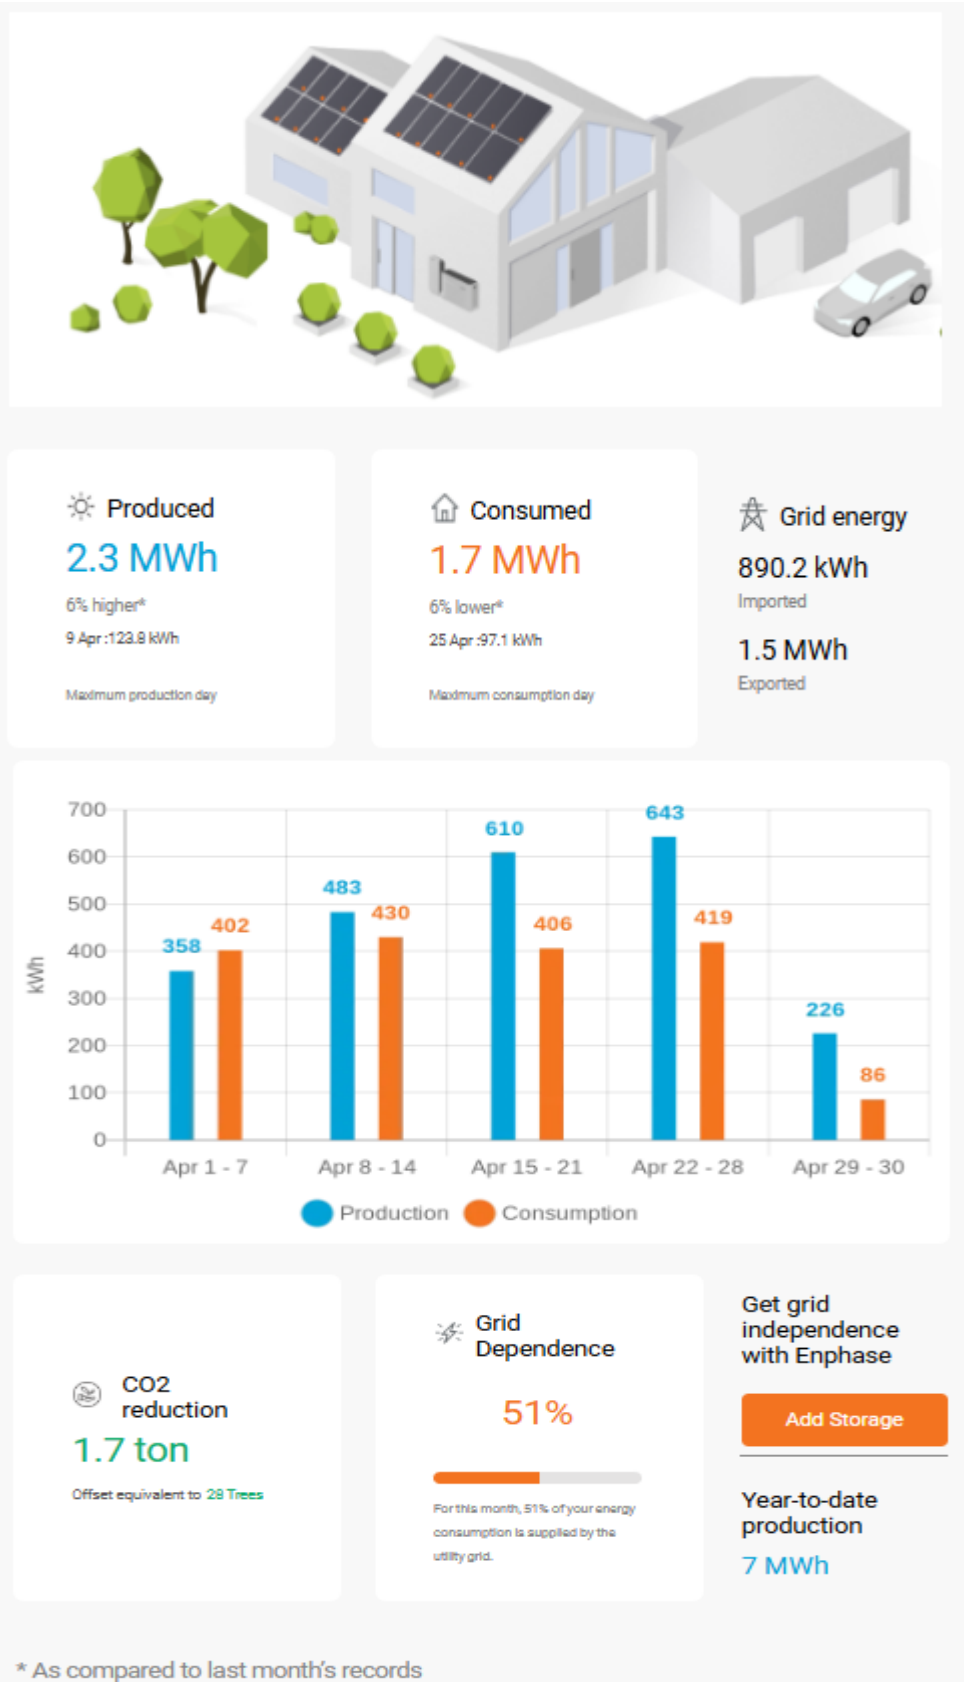 Produced
2.3 MWh
6% higher*
9 Apr :123.8 kWh
Maximum production day
Consumed
1.7 MWh
6% lower*
25 Apr :97.1 kWh
Maximum consumption day
Grid energy
890.2 kWh
Imported
1.5 MWh
Exported
kWh
700
600
500
400
300
200
100
0
358
402
483
430
610
406
643
419
226
86
Apr 1 - 7
Apr 8 - 14
Apr 15 - 21
Apr 22 - 28
Apr 29 - 30
Production
Consumption
CO2
reduction
1.7 ton
Offset equivalent to 28 Trees
Grid
Dependence
51%
For this month, 51% of your energy
consumption is supplied by the
utility grid.
Get grid
independence
with Enphase
Add Storage
Year-to-date
production
7 MWh
* As compared to last month's records